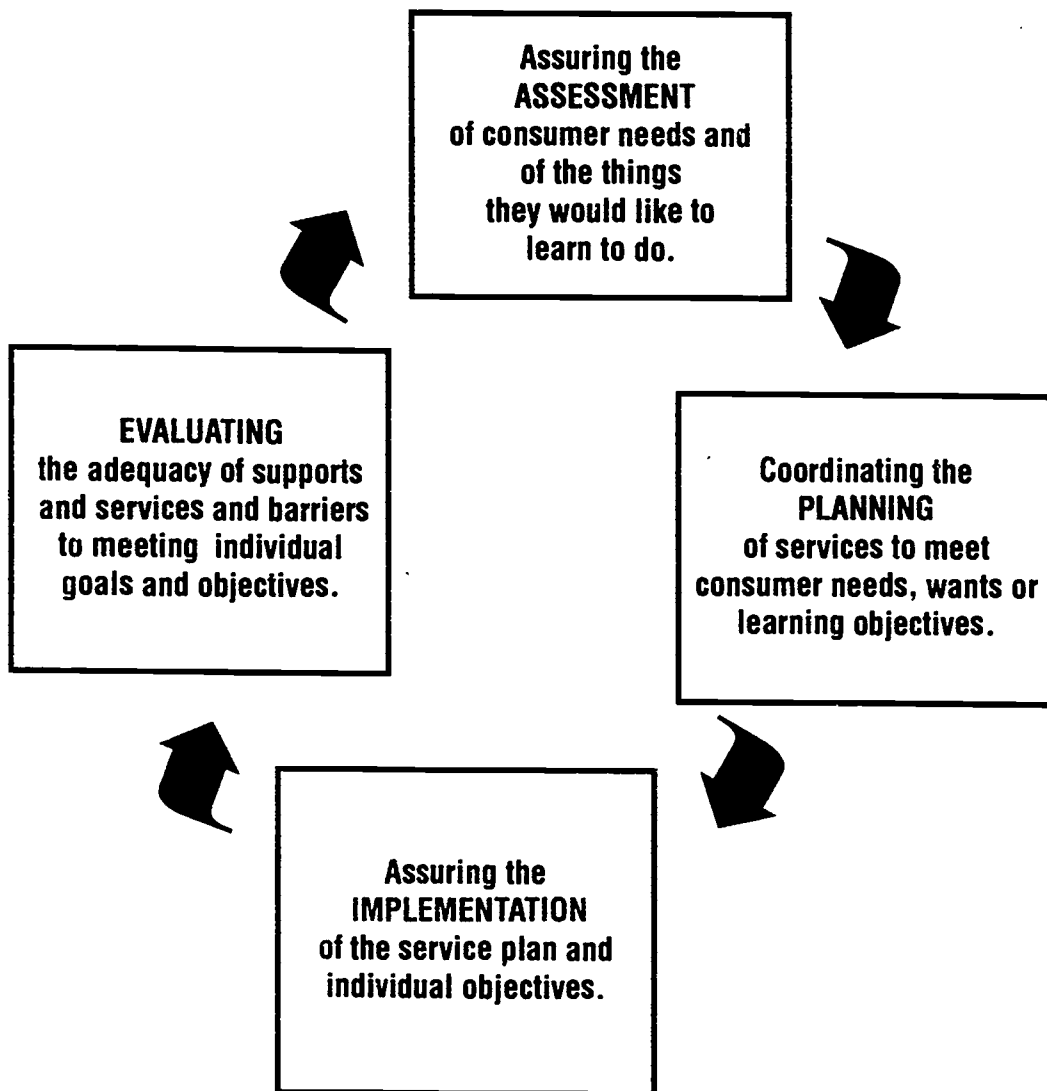 Assuring the
ASSESSMENT
of consumer needs and
of the things
they would like to
learn to do.
Coordinating the
PLANNING
of services to meet
consumer needs, wants or
learning objectives.
Assuring the
IMPLEMENTATION
of the service plan and
individual objectives.
EVALUATING
the adequacy of supports
and services and barriers
to meeting individual
goals and objectives.